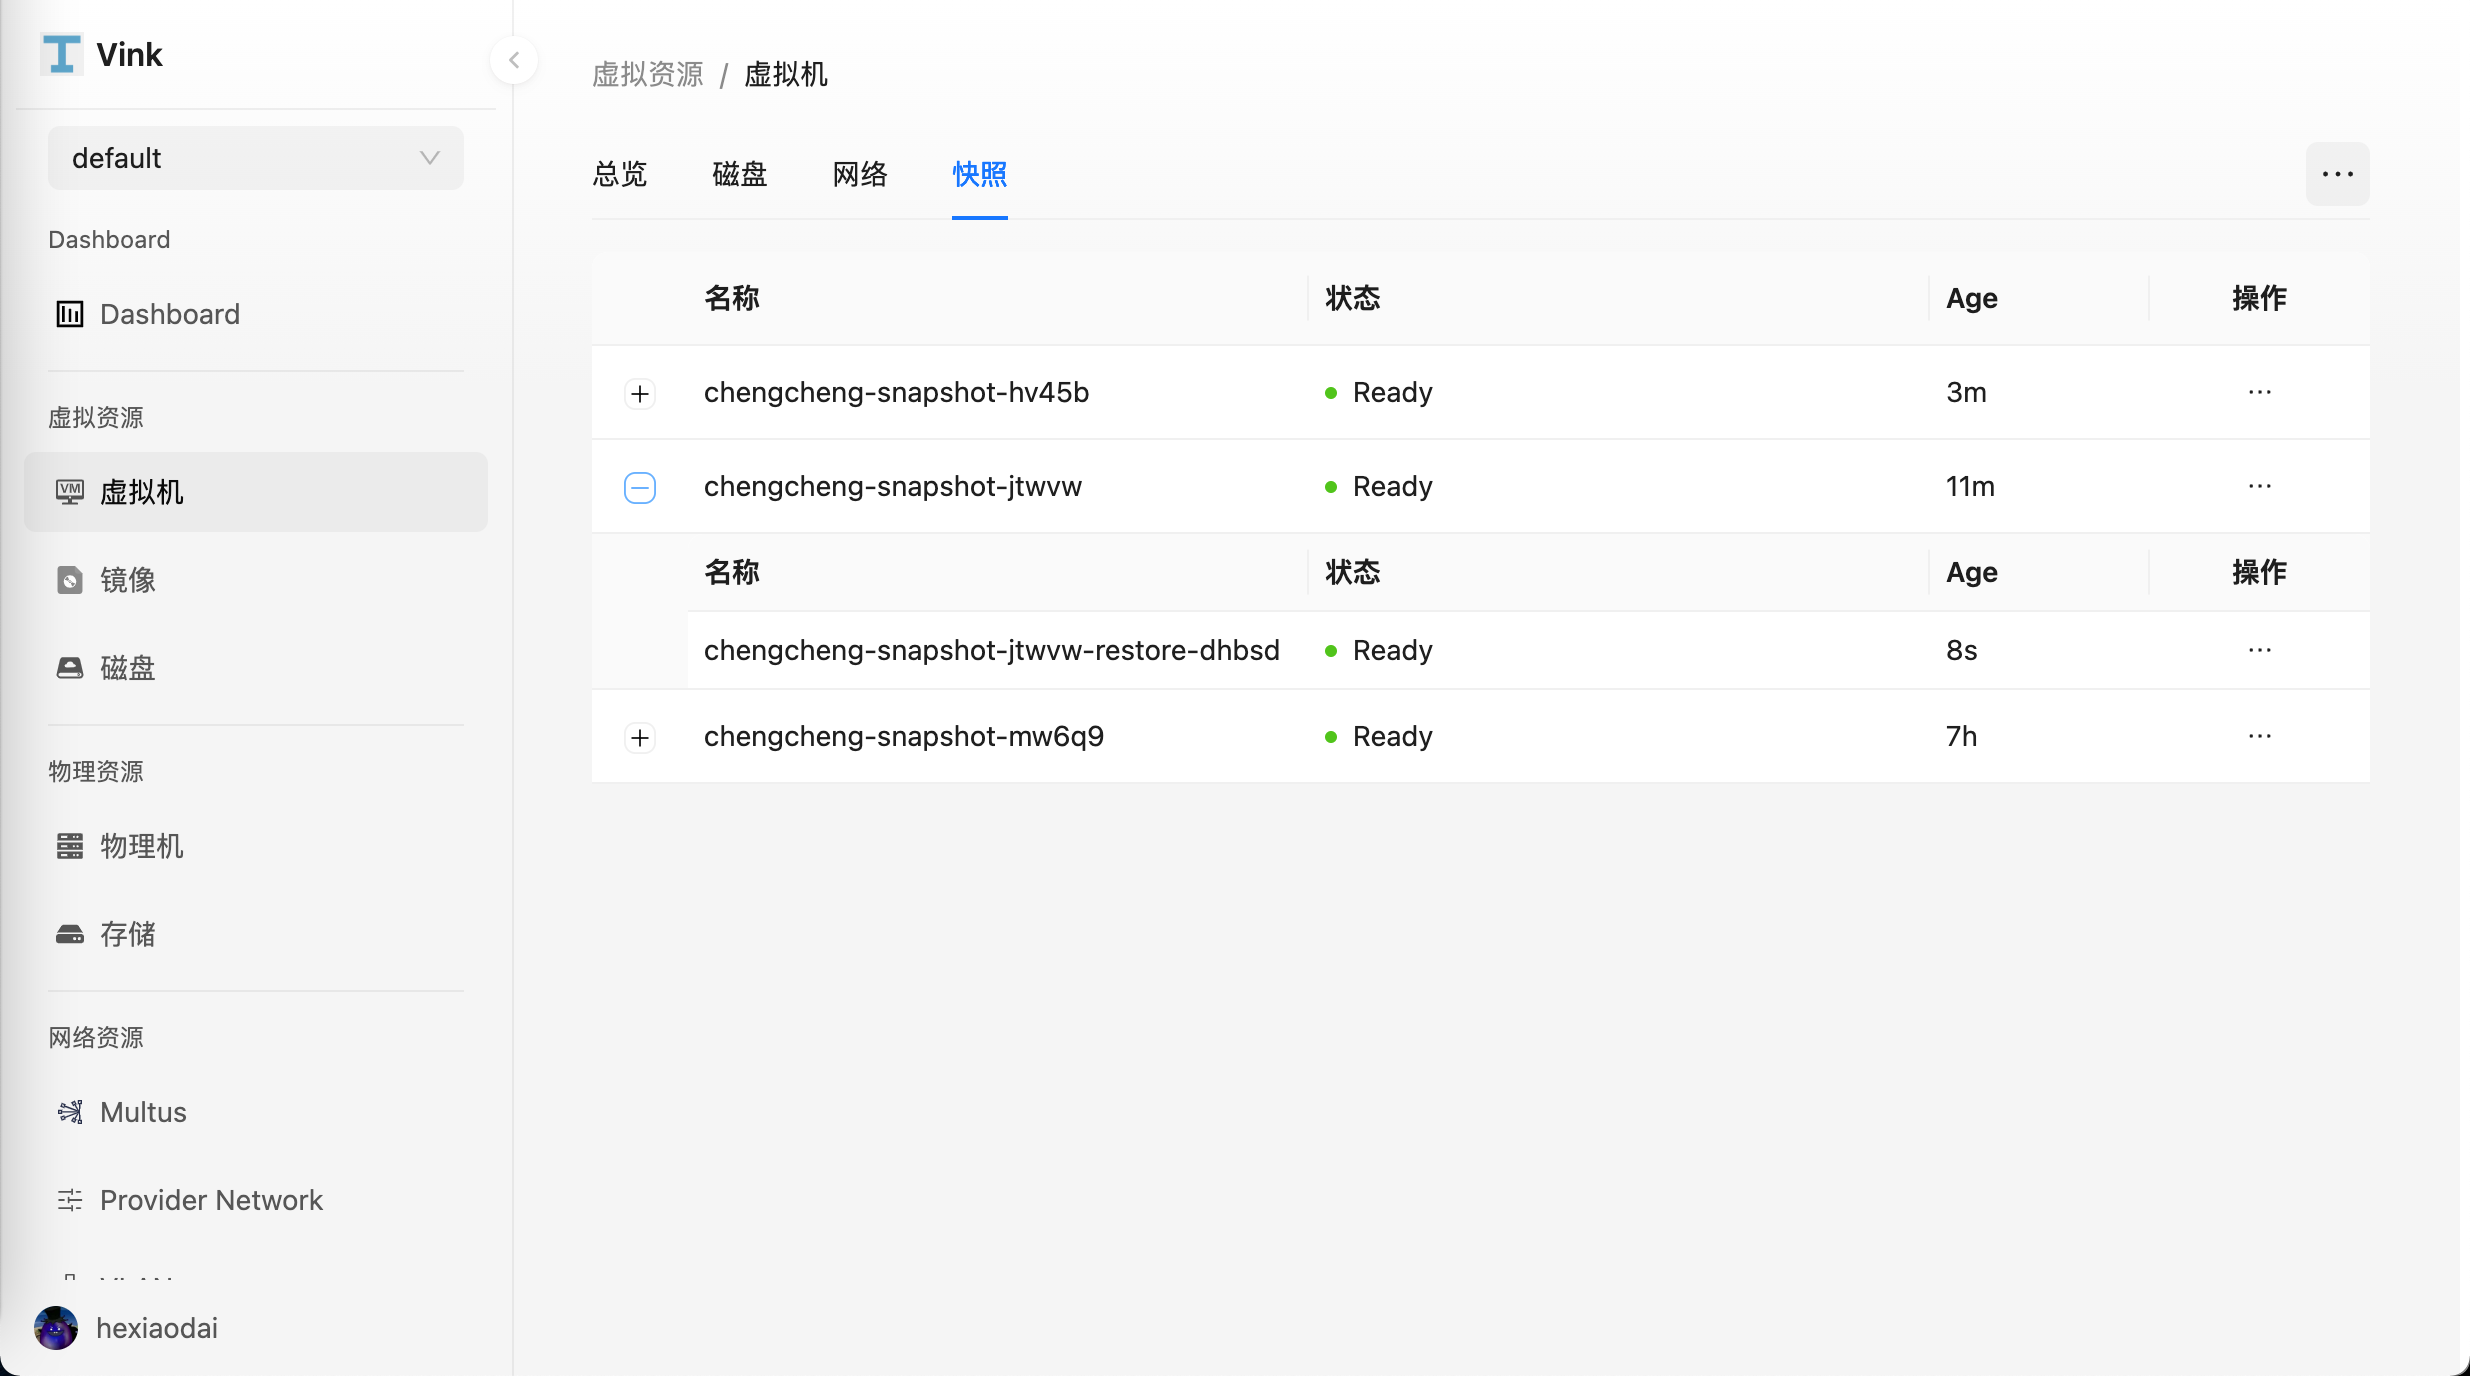 Vink
default
Dashboard
Dashboard
虚拟资源
VM 虚拟机
镜像
磁盘
物理资源
物理机
存储
网络资源
Multus
Provider Network
hexiaodai
虚拟资源 / 虚拟机
总览 磁盘 网络 快照
名称 状态 Age 操作
chengcheng-snapshot-hv45b Ready 3m
chengcheng-snapshot-jtwvw Ready 11m
名称 状态 Age 操作
chengcheng-snapshot-jtwvw-restore-dhbsd Ready 8s
chengcheng-snapshot-mw6q9 Ready 7h